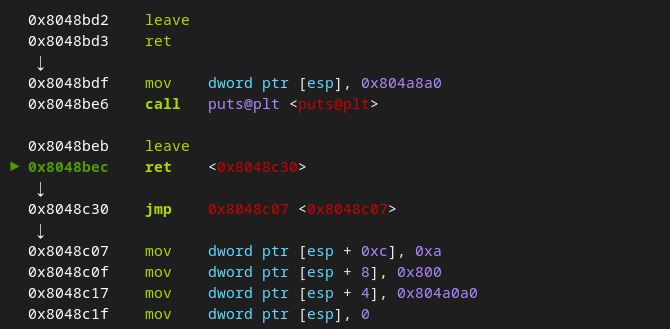 0x8048bd2 leave
0x8048bd3 ret
↓
0x8048bdf mov dword ptr [esp], 0x804a8a0
0x8048be6 call puts@plt <puts@plt>
0x8048beb leave
► 0x8048bec ret <0x8048c30>
↓
0x8048c30 jmp 0x8048c07 <0x8048c07>
↓
0x8048c07 mov dword ptr [esp + 0xc], 0xa
0x8048c0f mov dword ptr [esp + 8], 0x800
0x8048c17 mov dword ptr [esp + 4], 0x804a0a0
0x8048c1f mov dword ptr [esp], 0